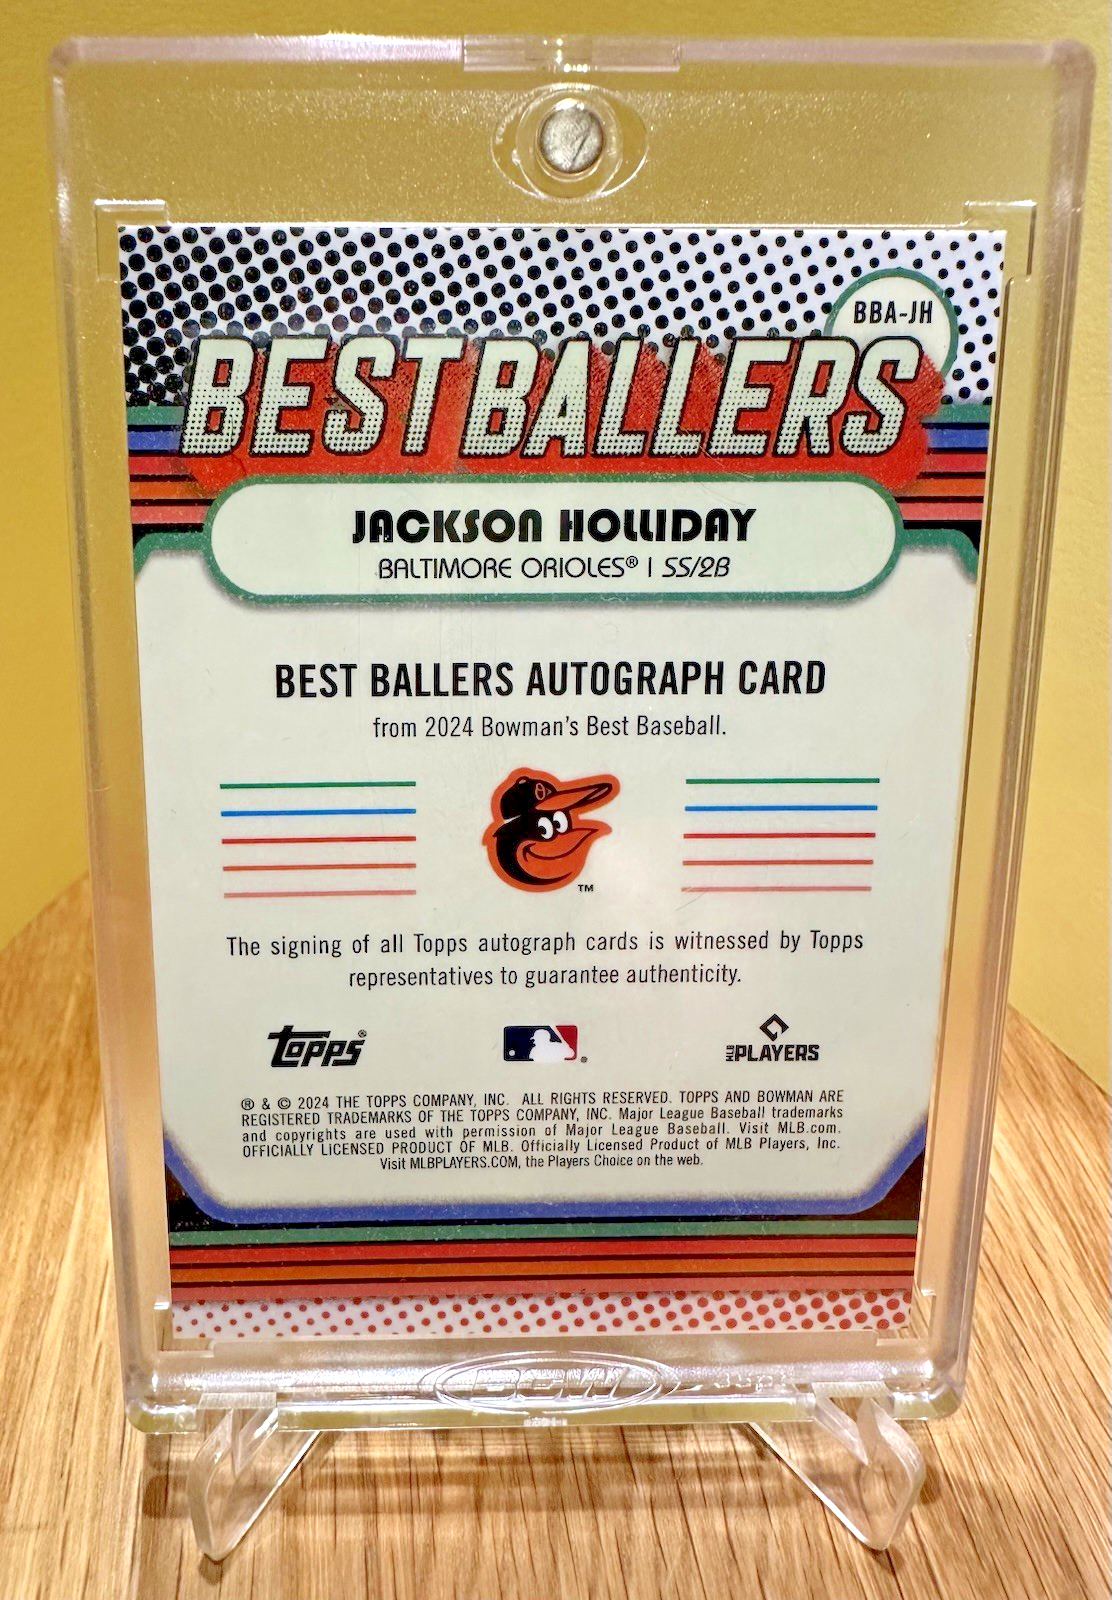 BBA-JH
BEST BALLERS
JACKSON HOLLIDAY
BALTIMORE ORIOLES® | SS/2B
BEST BALLERS AUTOGRAPH CARD
from 2024 Bowman's Best Baseball.
TM
The signing of all Topps autograph cards is witnessed by Topps
representatives to guarantee authenticity.
Topps®
®
MLB PLAYERS
® & © 2024 THE TOPPS COMPANY, INC. ALL RIGHTS RESERVED. TOPPS AND BOWMAN ARE
REGISTERED TRADEMARKS OF THE TOPPS COMPANY, INC. Major League Baseball trademarks
and copyrights are used with permission of Major League Baseball. Visit MLB.com.
OFFICIALLY LICENSED PRODUCT OF MLB. Officially Licensed Product of MLB Players, Inc.
Visit MLBPLAYERS.COM, the Players Choice on the web.
BCW